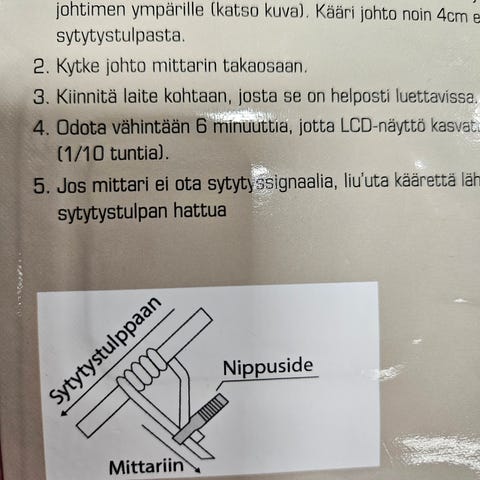 johtimen ympärille (katso kuva). Kääri johto noin 4cm
sytytystulpasta.
2. Kytke johto mittarin takaosaan.
3. Kiinnitä laite kohtaan, josta se on helposti luettavissa.
4. Odota vähintään 6 minuuttia, jotta LCD-näyttö
(1/10 tuntia).
5. Jos mittari ei ota sytytyssignaalia, liu'uta käärettä
sytytystulpan hattua
Sytytystulppaan
Nippuside
Mittariin